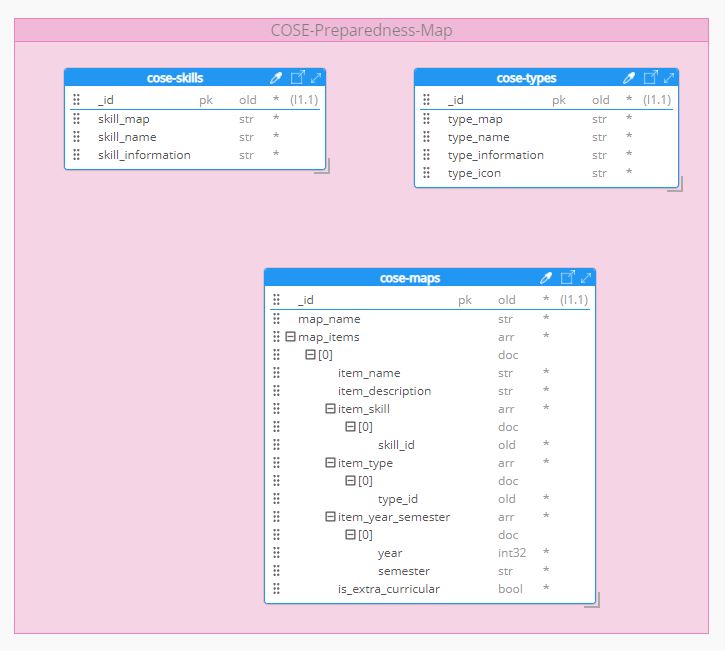 COSE-Preparedness-Map
cose-skills
_id pk oId * (I1.1)
skill_map str *
skill_name str *
skill_information str *
cose-types
_id pk oId * (I1.1)
type_map str *
type_name str *
type_information str *
type_icon str *
cose-maps
_id pk oId * (I1.1)
map_name str *
map_items arr *
[0] doc
item_name str *
item_description str *
item_skill arr *
[0] doc
skill_id oId *
item_type arr *
[0] doc
type_id oId *
item_year_semester arr *
[0] doc
year int32 *
semester str *
is_extra_curricular bool *